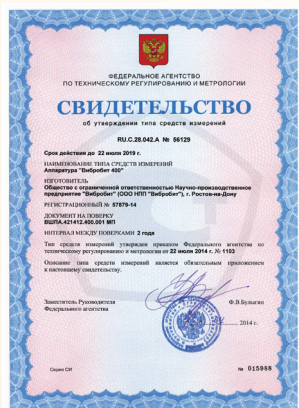 ФЕДЕРАЛЬНОЕ АГЕНТСТВО
ПО ТЕХНИЧЕСКОМУ РЕГУЛИРОВАНИЮ И МЕТРОЛОГИИ
СВИДЕТЕЛЬСТВО
об утверждении типа средств измерений
RU.C.28.042.A № 56129
Срок действия до 22 июля 2019 г.
НАИМЕНОВАНИЕ ТИПА СРЕДСТВ ИЗМЕРЕНИЙ
Аппаратура "Вибробит 400"
ИЗГОТОВИТЕЛЬ
Общество с ограниченной ответственностью Научно-производственное
предприятие "Вибробит" (ООО НПП "Вибробит"), г. Ростов-на-Дону
РЕГИСТРАЦИОННЫЙ № 57879-14
ДОКУМЕНТ НА ПОВЕРКУ
ВШПА.421412.400.001 МП
ИНТЕРВАЛ МЕЖДУ ПОВЕРКАМИ 2 года
Тип средств измерений утвержден приказом Федерального агентства по
техническому регулированию и метрологии от 22 июля 2014 г. № 1103
Описание типа средств измерений является обязательным приложением
к настоящему свидетельству.
Заместитель Руководителя
Ф.В.Булыгин
Федерального агентства
2014 г.
Серия СИ
№ 015988